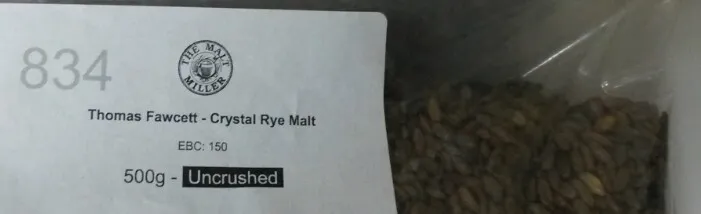 834
THE MALT MILLER
Thomas Fawcett - Crystal Rye Malt
EBC: 150
500g - Uncrushed